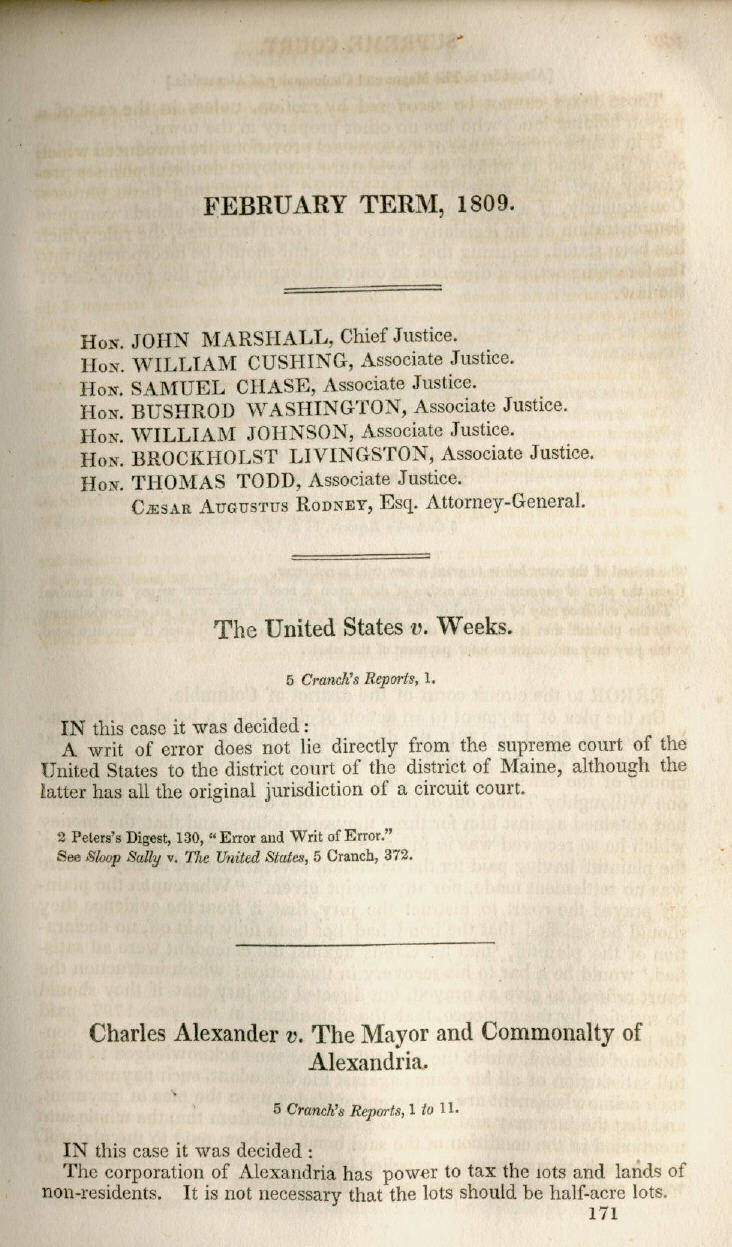 FEBRUARY TERM, 1809.
Hon. JOHN MARSHALL, Chief Justice.
Hon. WILLIAM CUSHING, Associate Justice.
Hon. SAMUEL CHASE, Associate Justice.
Hon. BUSHROD WASHINGTON, Associate Justice.
Hon. WILLIAM JOHNSON, Associate Justice.
Hon. BROCKHOLST LIVINGSTON, Associate Justice.
Hon. THOMAS TODD, Associate Justice.
Cæsar Augustus Rodney, Esq. Attorney-General.
The United States v. Weeks.
5 Cranch's Reports, 1.
IN this case it was decided:
A writ of error does not lie directly from the supreme court of the
United States to the district court of the district of Maine, although the
latter has all the original jurisdiction of a circuit court.
2 Peters's Digest, 130, "Error and Writ of Error."
See Sloop Sally v. The United States, 5 Cranch, 372.
Charles Alexander v. The Mayor and Commonalty of
Alexandria.
5 Cranch's Reports, 1 to 11.
IN this case it was decided:
The corporation of Alexandria has power to tax the lots and lands of
non-residents. It is not necessary that the lots should be half-acre lots.
171